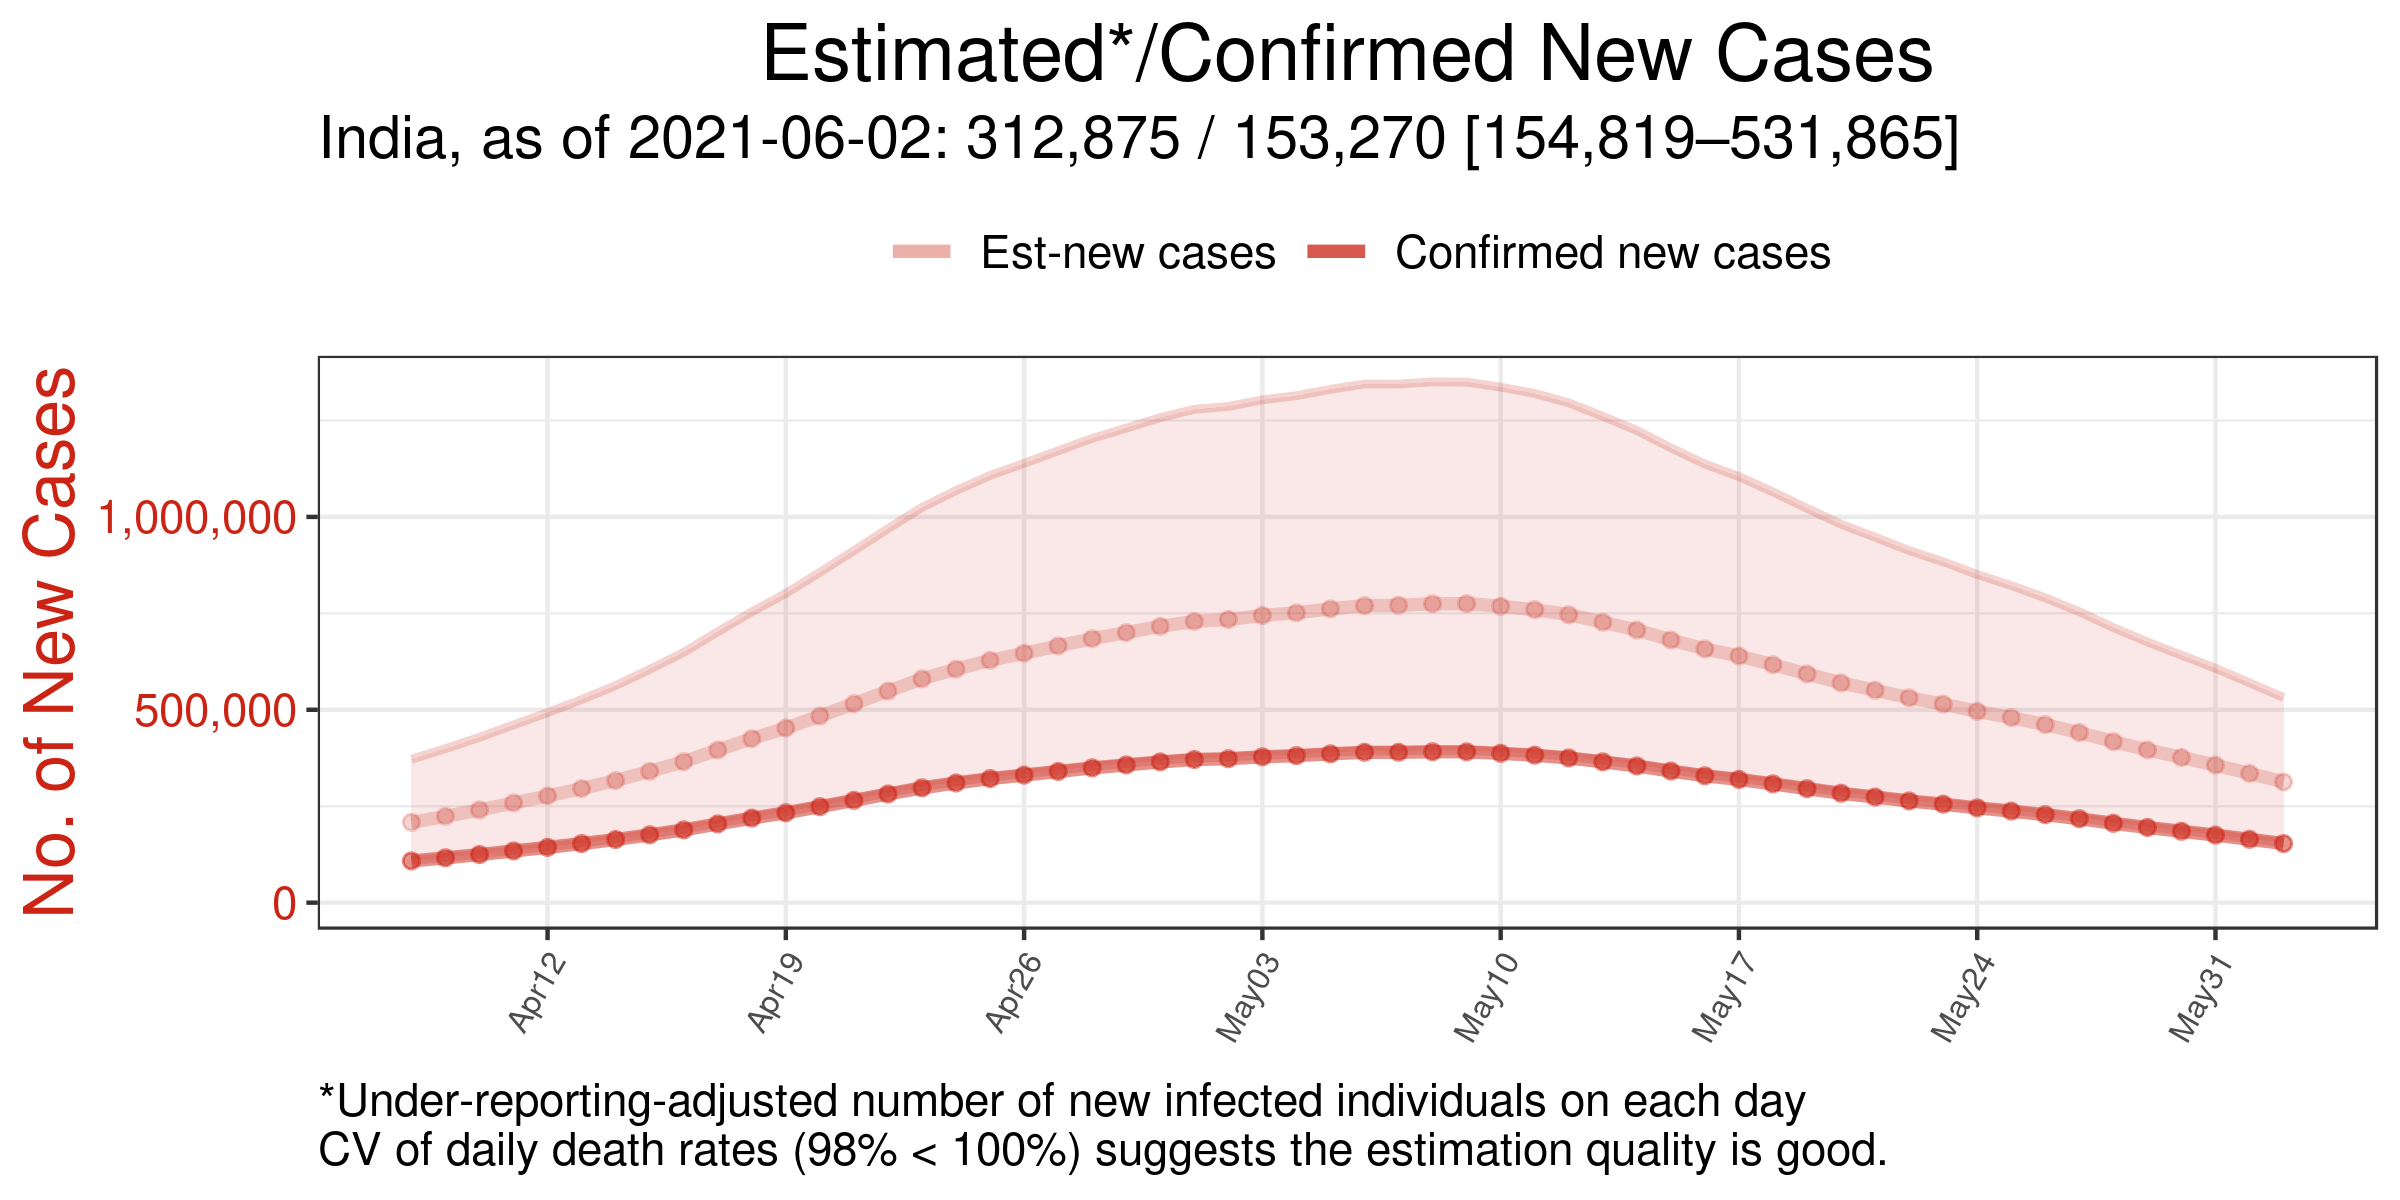 Estimated*/Confirmed New Cases
India, as of 2021-06-02: 312,875 / 153,270 [154,819–531,865]
Est-new cases
Confirmed new cases
No. of New Cases
1,000,000
500,000
0
Apr12
Apr19
Apr26
May03
May10
May17
May24
May31
*Under-reporting-adjusted number of new infected individuals on each day
CV of daily death rates (98% < 100%) suggests the estimation quality is good.